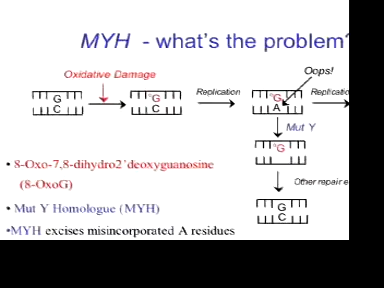 MYH - what's the problem?
Oops!
Oxidative Damage
Replication
Replicatio
G
C
°G
C
°G
A
Mut Y
°G
Other repair e
G
C
• 8-Oxo-7,8-dihydro2'deoxyguanosine
(8-OxoG)
• Mut Y Homologue (MYH)
•MYH excises misincorporated A residues